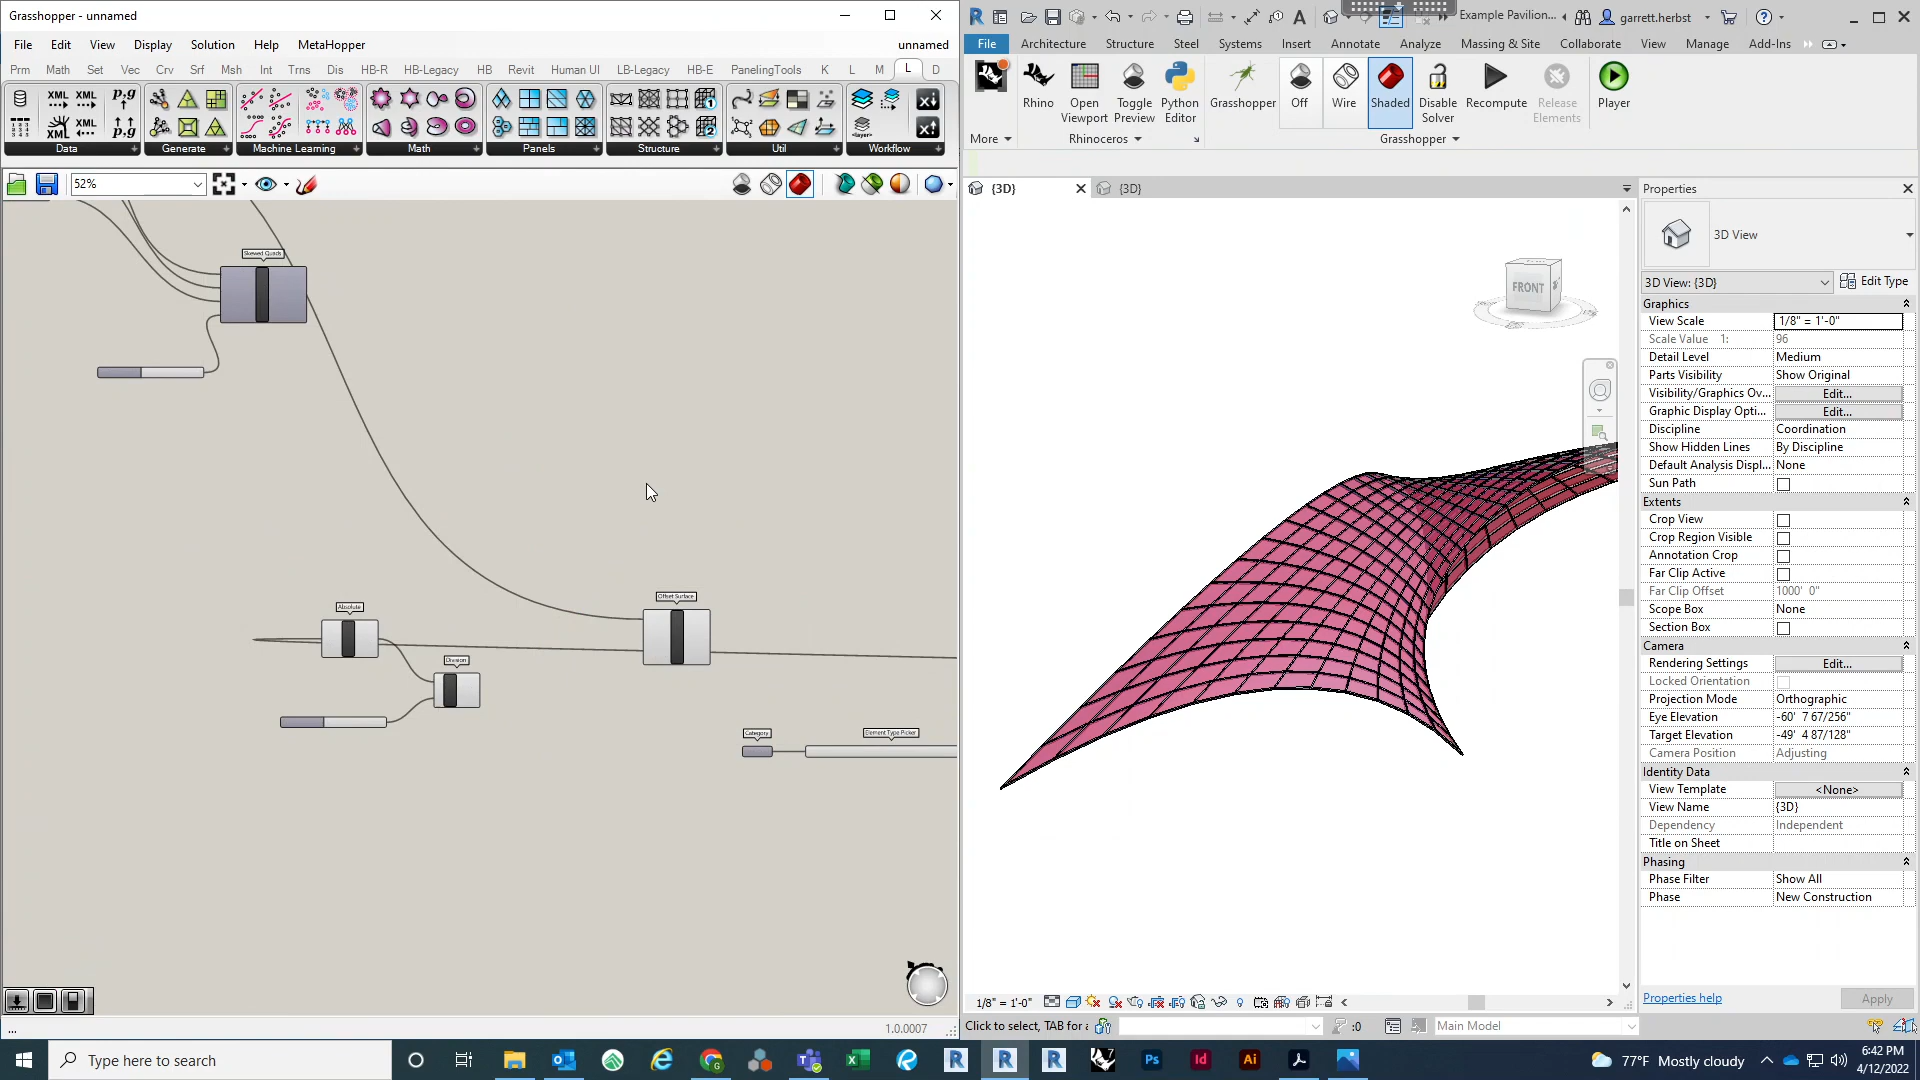 Grasshopper - unnamed
File Edit View Display Solution Help MetaHopper unnamed
Prm Math Set Vec Crv Srf Msh Int Trns Dis HB-R HB-Legacy HB Revit Human UI LB-Legacy HB-E PanelingTools K L M L D
XML XML p,q
XML XML p,q
Data Generate Machine Learning Math Panels Structure Util Workflow
52%
Skewed Quads
Absolute
Division
Offset Surface
Category
Element Type Picker
...
1.0.0007
Example Pavilion... garrett.herbst
File Architecture Structure Steel Systems Insert Annotate Analyze Massing & Site Collaborate View Manage Add-Ins
Rhino Open Viewport Toggle Preview Python Editor Grasshopper Off Wire Shaded Disable Solver Recompute Release Elements Player
More Rhinoceros Grasshopper
{3D} {3D}
FRONT
Properties
3D View
3D View: {3D} Edit Type
Graphics
View Scale 1/8" = 1'-0"
Scale Value 1: 96
Detail Level Medium
Parts Visibility Show Original
Visibility/Graphics Ov... Edit...
Graphic Display Opti... Edit...
Discipline Coordination
Show Hidden Lines By Discipline
Default Analysis Displ... None
Sun Path
Extents
Crop View
Crop Region Visible
Annotation Crop
Far Clip Active
Far Clip Offset 1000' 0"
Scope Box None
Section Box
Camera
Rendering Settings Edit...
Locked Orientation
Projection Mode Orthographic
Eye Elevation -60' 7 67/256"
Target Elevation -49' 4 87/128"
Camera Position Adjusting
Identity Data
View Template <None>
View Name {3D}
Dependency Independent
Title on Sheet
Phasing
Phase Filter Show All
Phase New Construction
Properties help Apply
1/8" = 1'-0"
Click to select, TAB for a :0 Main Model
Type here to search
77°F Mostly cloudy
6:42 PM
4/12/2022